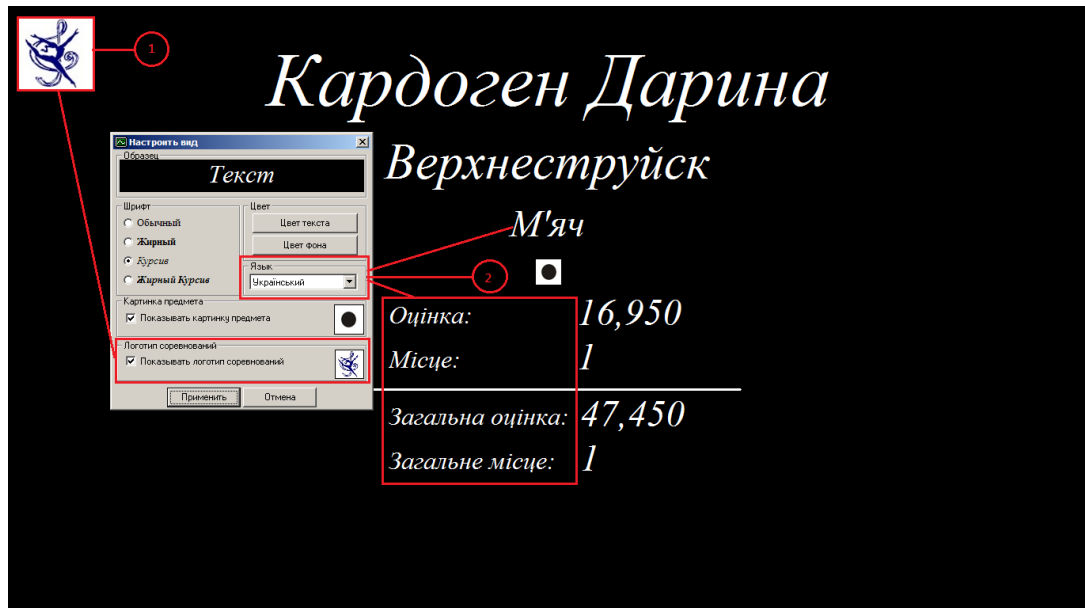 1
Кардоген Дарина
Настроить вид
Образец
Текст
Верхнеструйск
Шрифт
Обычный
Жирный
Курсив
Жирный Курсив
Цвет
Цвет текста
Цвет фона
Язык
Український
М'яч
2
Картинка предмета
Показывать картинку предмета
Логотип соревнований
Показывать логотип соревнований
Применить
Отмена
Оцінка: 16,950
Місце: 1
Загальна оцінка: 47,450
Загальне місце: 1